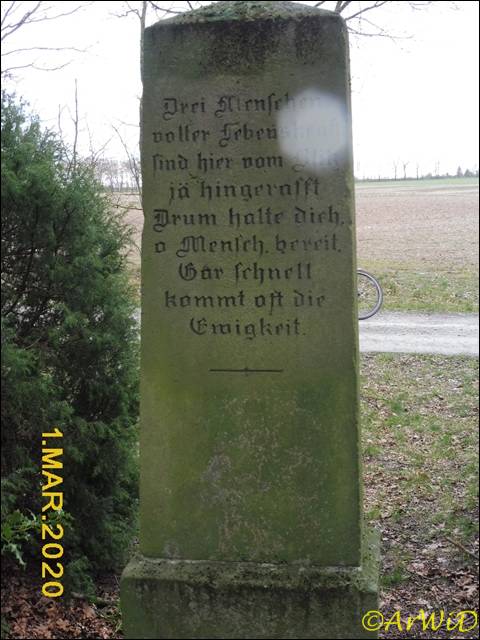 Drei Menschen
voller Lebenskraft
sind hier vom Blitz
jä hingerafft
Drum halte dich,
o Mensch, bereit.
Gar schnell
kommt oft die
Ewigkeit.
1.MAR.2020
©ArWiD